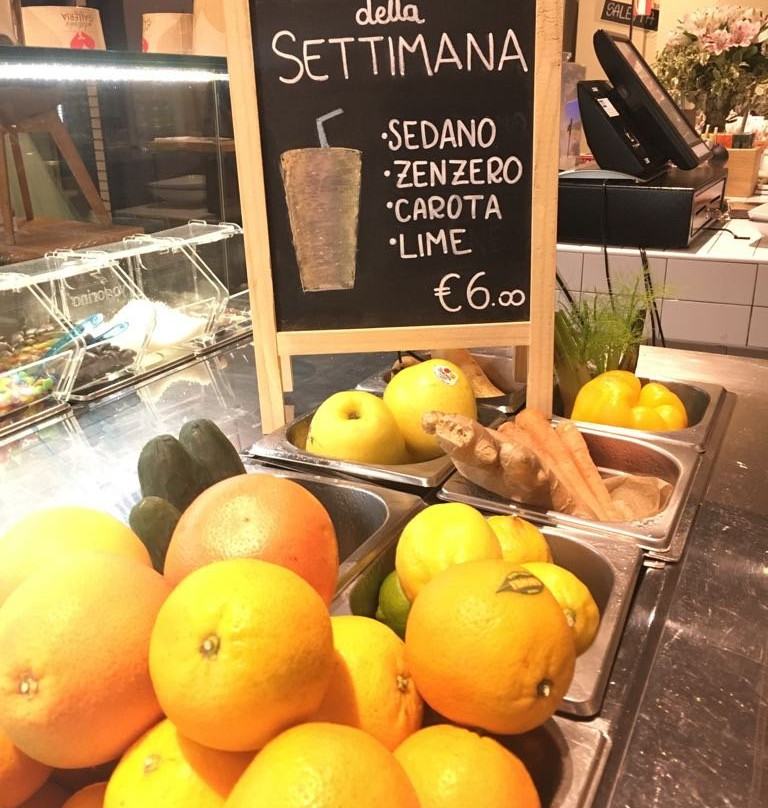 della
SETTIMANA
•SEDANO
•ZENZERO
•CAROTA
•LIME
€6.00